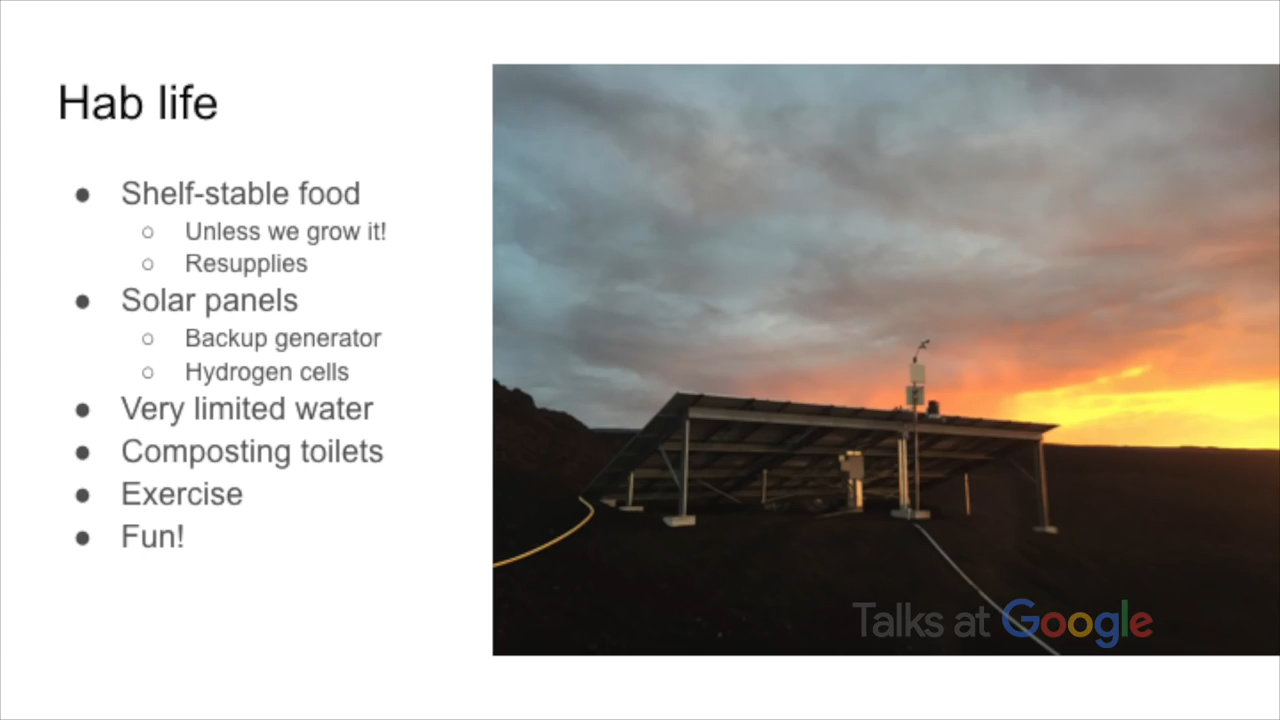 Hab life
● Shelf-stable food
○ Unless we grow it!
○ Resupplies
● Solar panels
○ Backup generator
○ Hydrogen cells
● Very limited water
● Composting toilets
● Exercise
● Fun!
Talks at Google